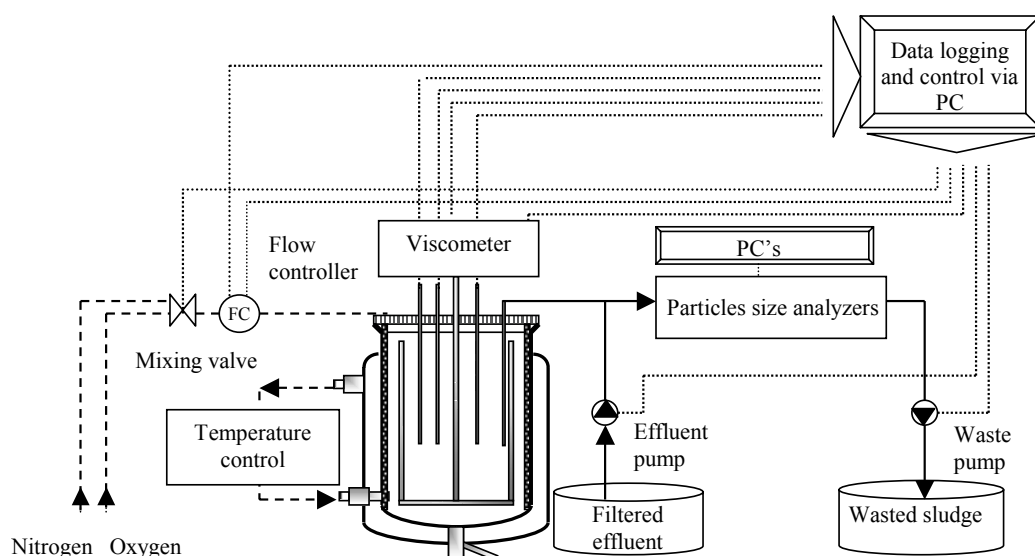 Data logging
and control via
PC
Viscometer
PC's
Flow
controller
FC
Particles size analyzers
Mixing valve
Temperature
control
Effluent
pump
Waste
pump
Filtered
effluent
Wasted sludge
Nitrogen Oxygen